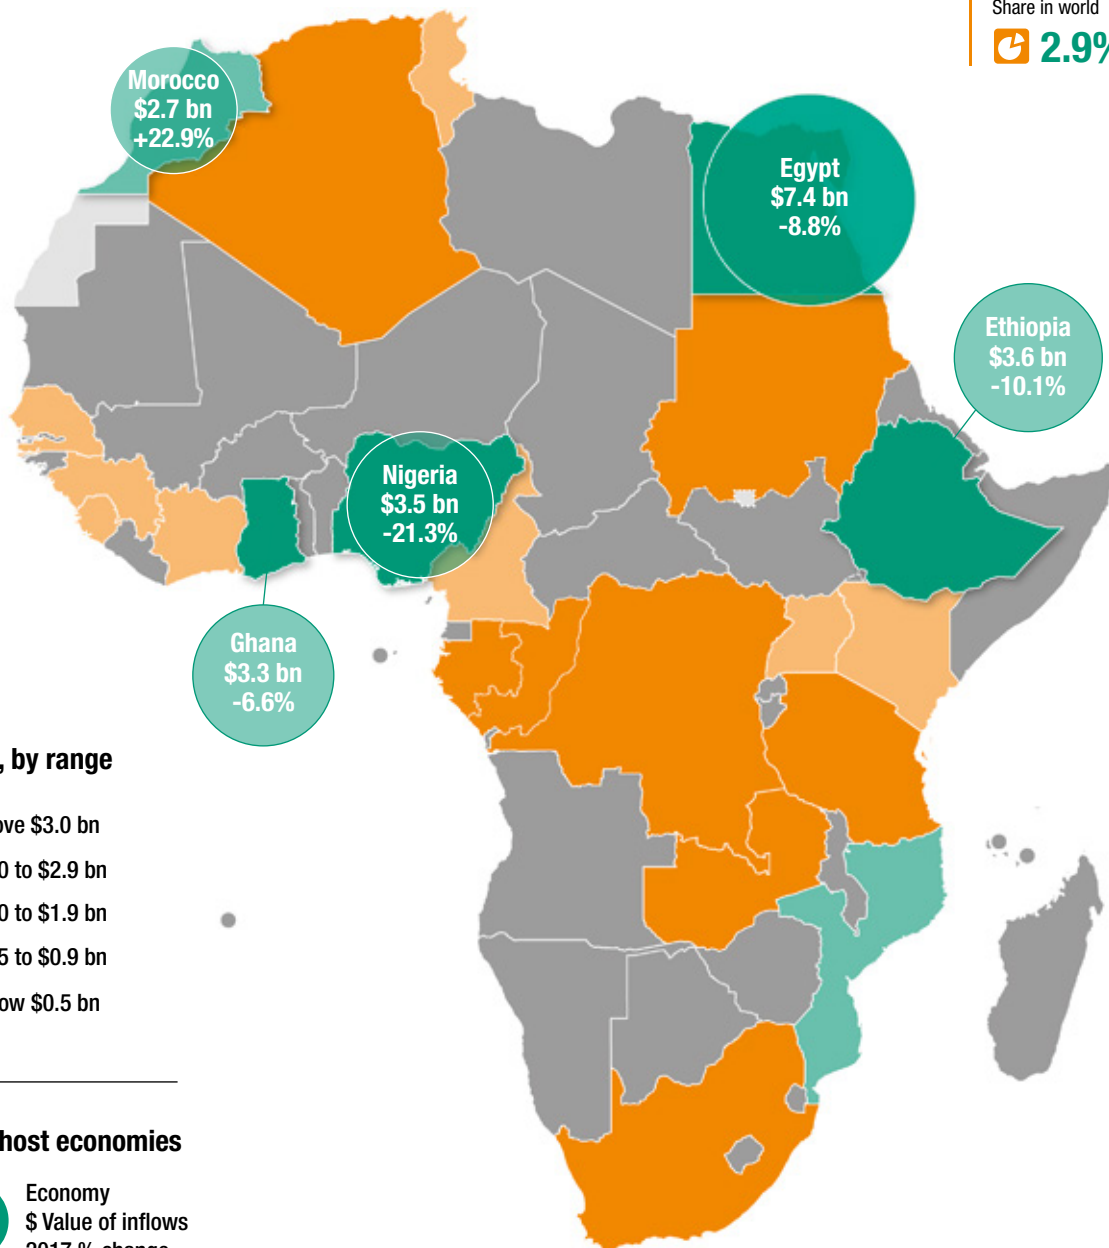 Share in world
2.9%
Morocco
$2.7 bn
+22.9%
Egypt
$7.4 bn
-8.8%
Ethiopia
$3.6 bn
-10.1%
Nigeria
$3.5 bn
-21.3%
Ghana
$3.3 bn
-6.6%
, by range
ove $3.0 bn
0 to $2.9 bn
0 to $1.9 bn
5 to $0.9 bn
ow $0.5 bn
host economies
Economy
$ Value of inflows
2017 % change